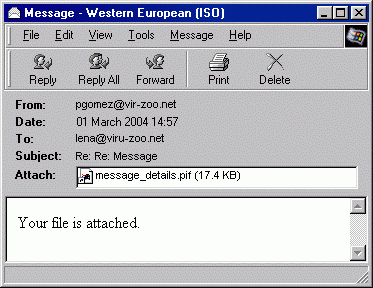 Message - Western European (ISO)
File Edit View Tools Message Help
Reply Reply All Forward Print Delete
From: pgomez@vir-zoo.net
Date: 01 March 2004 14:57
To: lena@viru-zoo.net
Subject: Re: Re: Message
Attach: message_details.pif (17.4 KB)
Your file is attached.